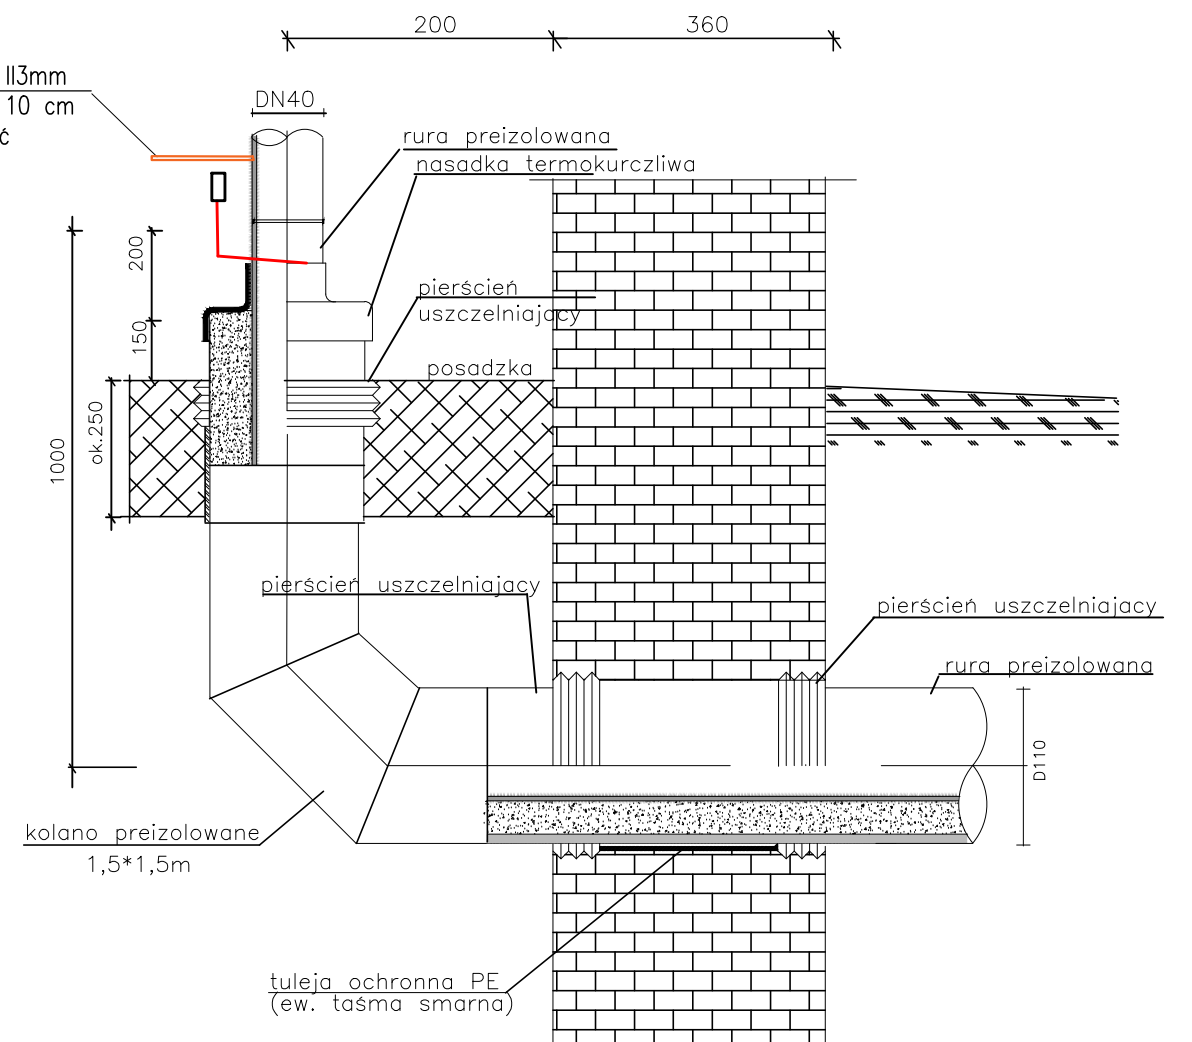 200
360
II3mm
10 cm
ć
DN40
rura preizolowana
nasadka termokurczliwa
200
pierścień
uszczelniajacy
150
posadzka
ok.250
1000
pierścień uszczelniajacy
pierścień uszczelniajacy
rura preizolowana
D110
kolano preizolowane
1,5*1,5m
tuleja ochronna PE
(ew. taśma smarna)